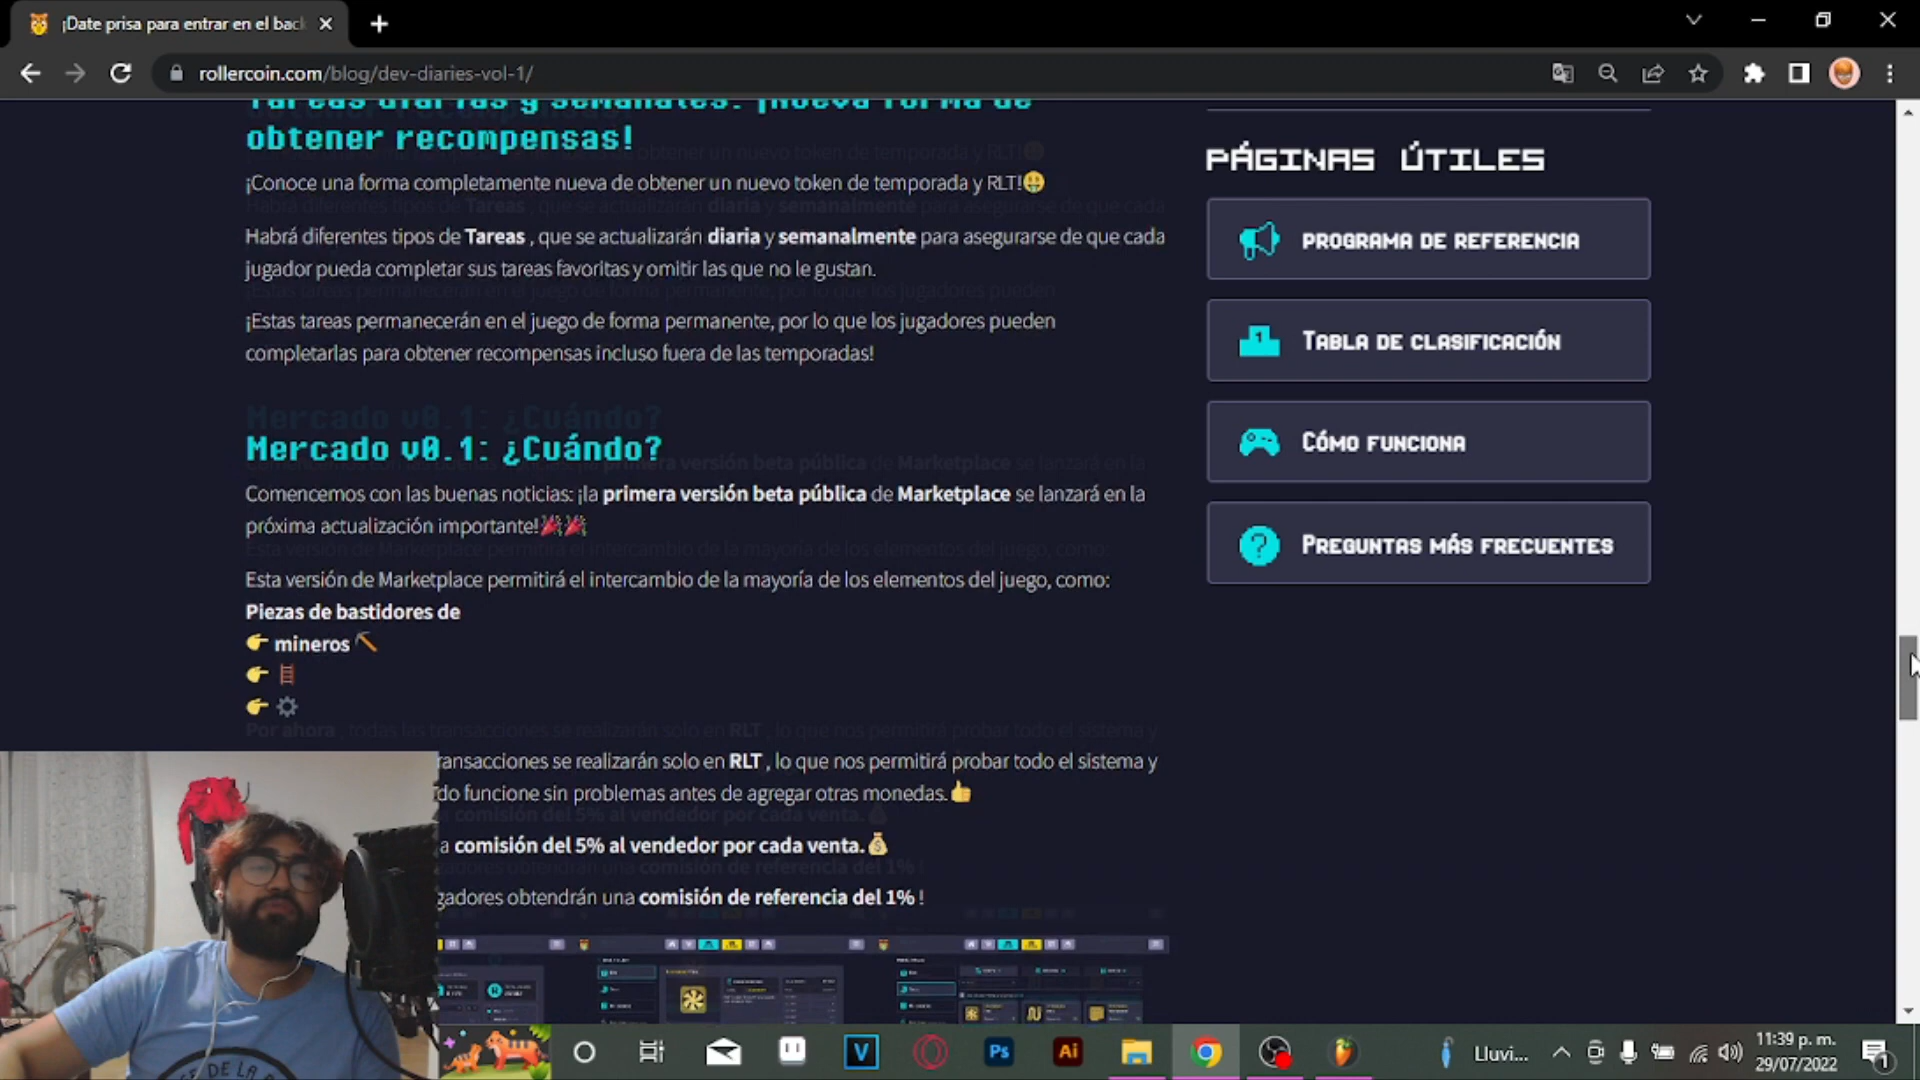 ¡Date prisa para entrar en el bac
rollercoin.com/blog/dev-diaries-vol-1/
Tareas diarias y semanales: ¡Nueva forma de
obtener recompensas!
¡Conoce una forma completamente nueva de obtener un nuevo token de temporada y RLT!🤑
Habrá diferentes tipos de Tareas , que se actualizarán diaria y semanalmente para asegurarse de que cada
jugador pueda completar sus tareas favoritas y omitir las que no le gustan.
¡Estas tareas permanecerán en el juego de forma permanente, por lo que los jugadores pueden
completarlas para obtener recompensas incluso fuera de las temporadas!
Mercado v0.1: ¿Cuándo?
Comencemos con las buenas noticias: ¡la primera versión beta pública de Marketplace se lanzará en la
próxima actualización importante!🎉🎉
Esta versión de Marketplace permitirá el intercambio de la mayoría de los elementos del juego, como:
Piezas de bastidores de
👉 mineros ⛏
👉 🪜
👉 ⚙
ransacciones se realizarán solo en RLT , lo que nos permitirá probar todo el sistema y
do funcione sin problemas antes de agregar otras monedas.👍
a comisión del 5% al vendedor por cada venta.💰
gadores obtendrán una comisión de referencia del 1% !
PÁGINAS ÚTILES
PROGRAMA DE REFERENCIA
TABLA DE CLASIFICACIÓN
CÓMO FUNCIONA
PREGUNTAS MÁS FRECUENTES
Lluvi...
11:39 p. m.
29/07/2022